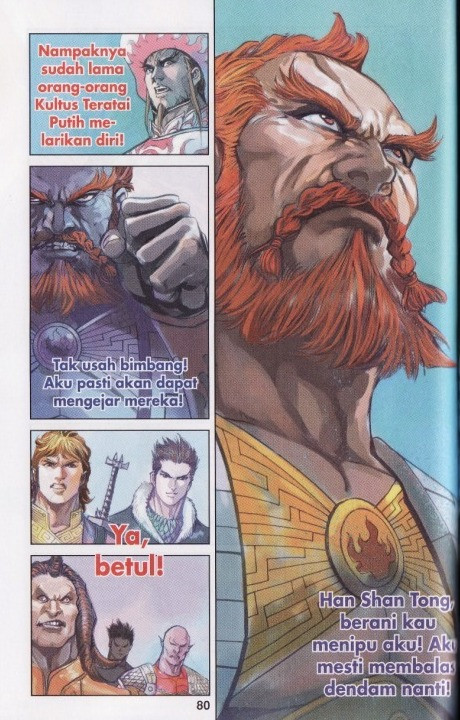 Nampaknya
sudah lama
orang-orang
Kultus Teratai
Putih me-
larikan diri!
Tak usah bimbang!
Aku pasti akan dapat
mengejar mereka!
Ya,
betul!
Han Shan Tong,
berani kau
menipu aku! Aku
mesti membalas
dendam nanti!
80